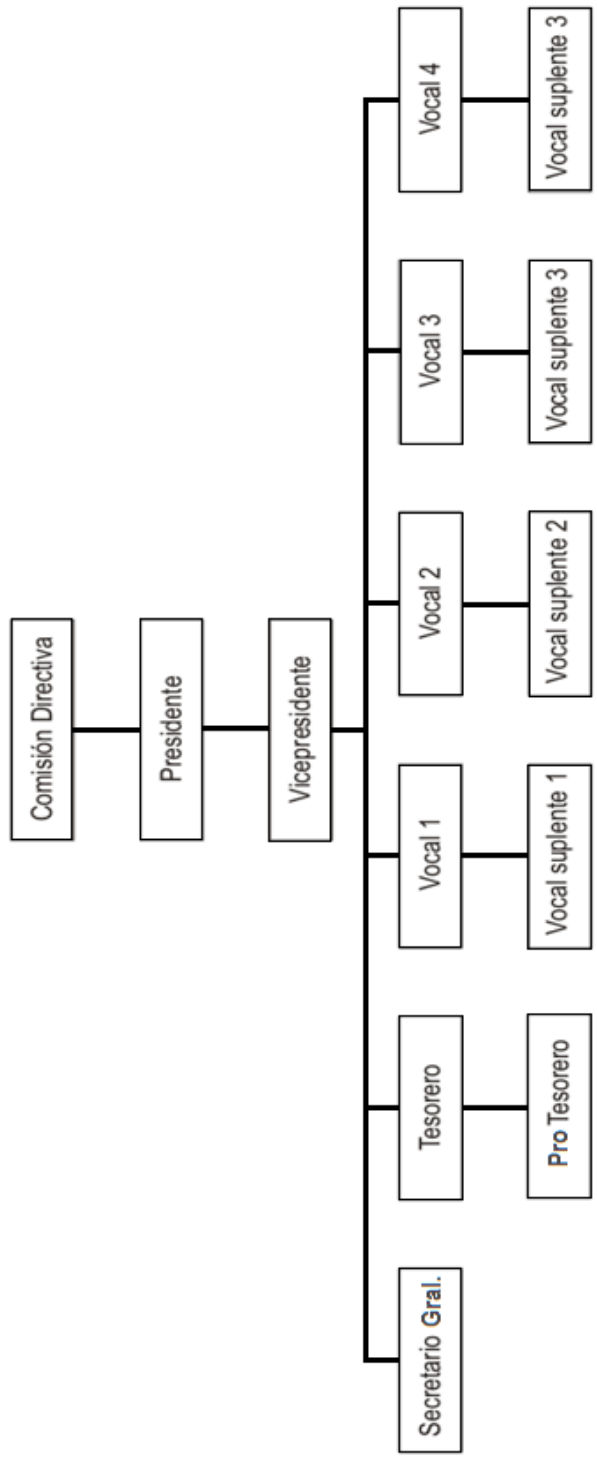 Comisión Directiva
Presidente
Vicepresidente
Secretario Gral.
Tesorero
Vocal 1
Vocal 2
Vocal 3
Vocal 4
Pro Tesorero
Vocal suplente 1
Vocal suplente 2
Vocal suplente 3
Vocal suplente 3